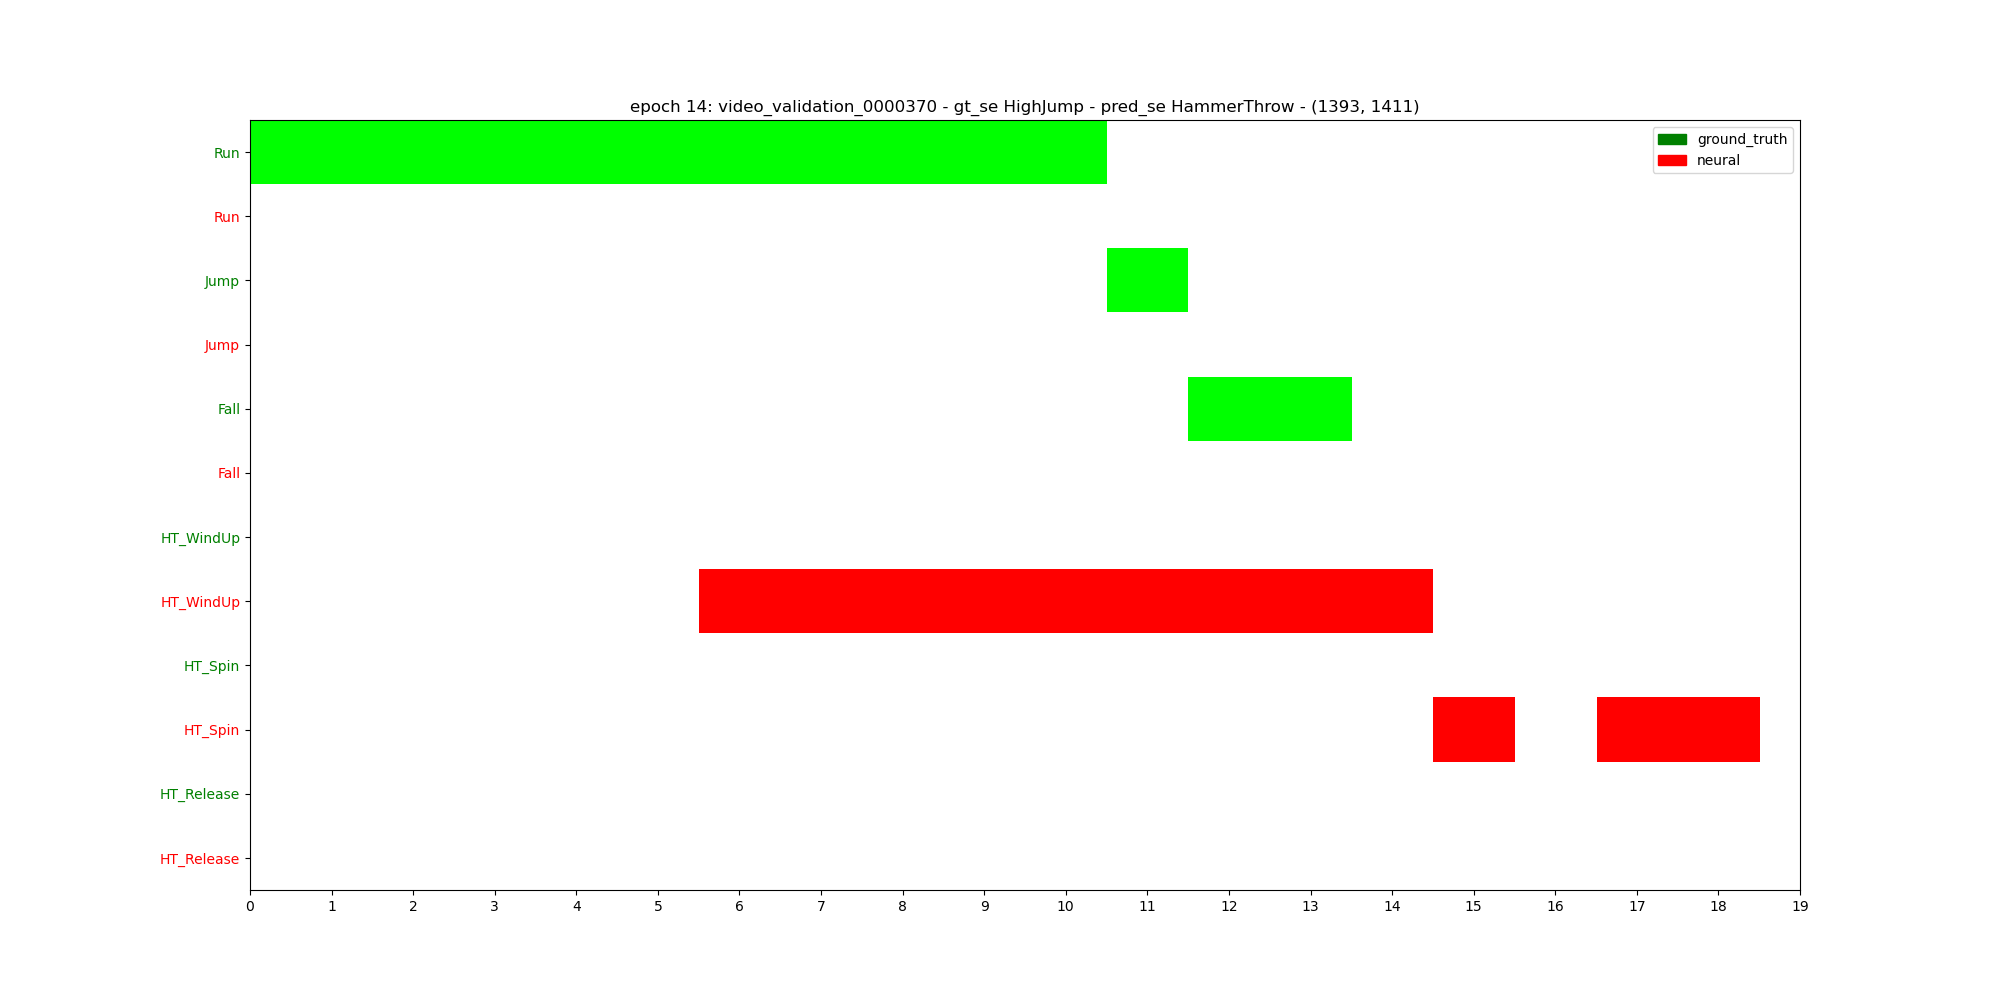 epoch 14: video_validation_0000370 - gt_se HighJump - pred_se HammerThrow - (1393, 1411)
ground_truth
neural
Run
Run
Jump
Jump
Fall
Fall
HT_WindUp
HT_WindUp
HT_Spin
HT_Spin
HT_Release
HT_Release
0 1 2 3 4 5 6 7 8 9 10 11 12 13 14 15 16 17 18 19